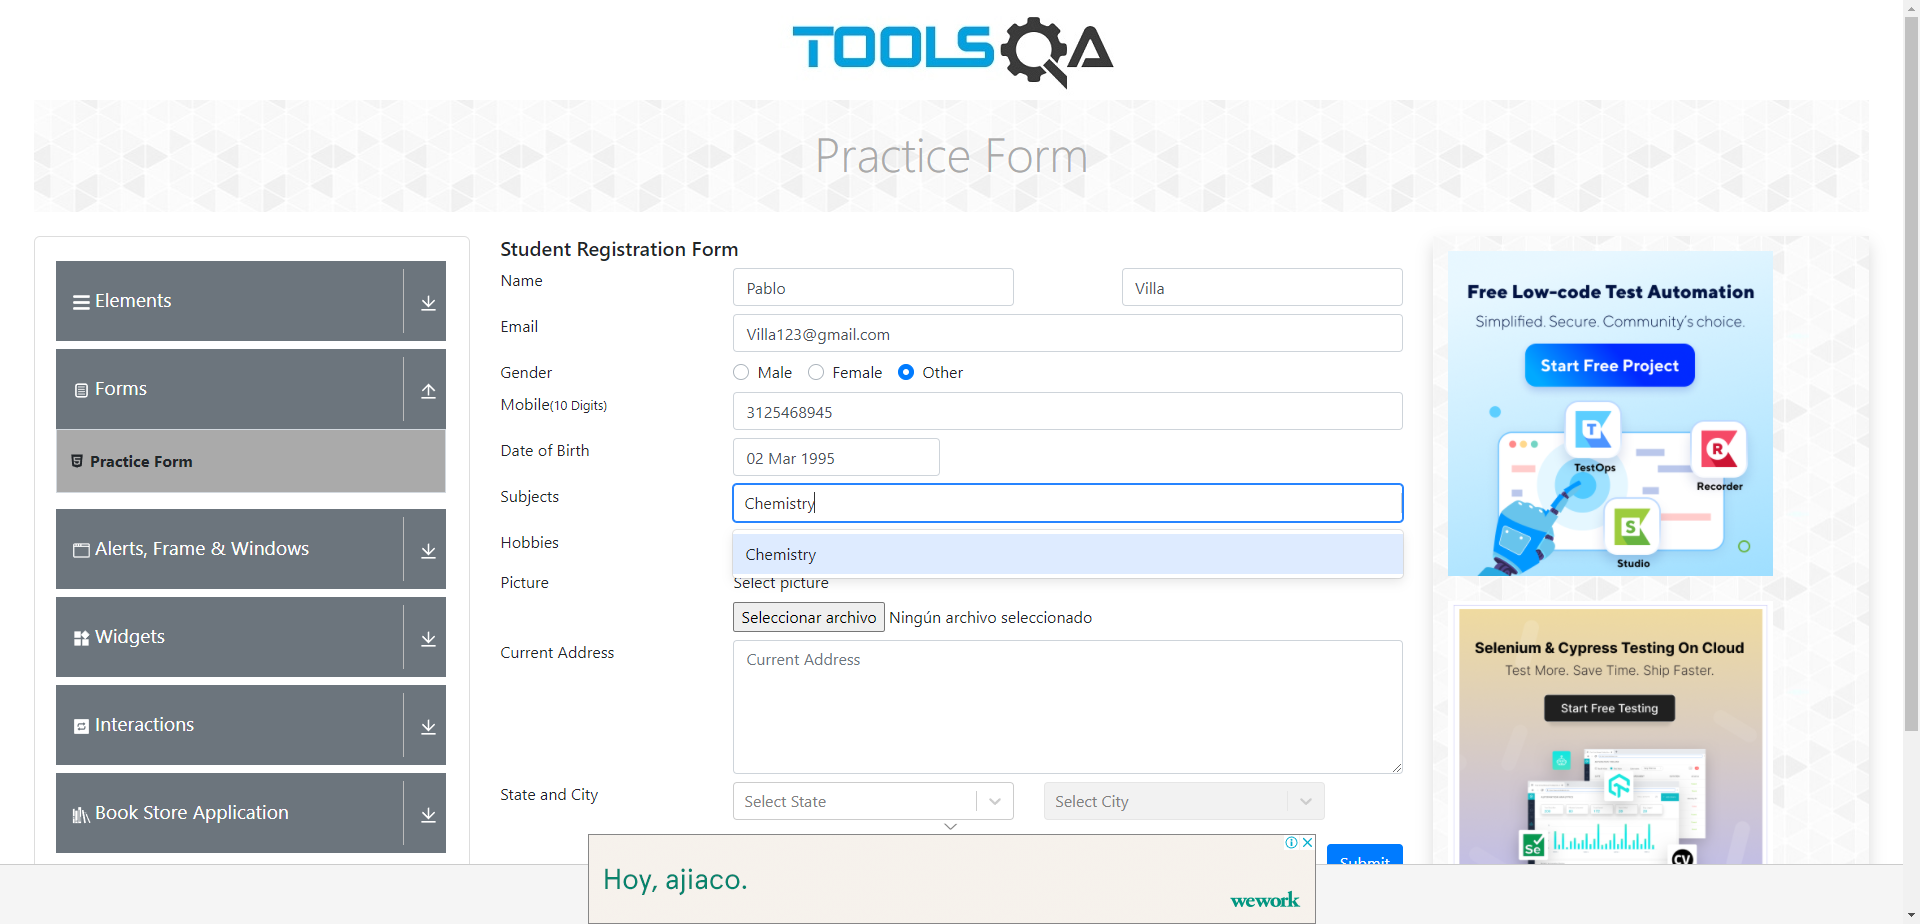 TOOLSQA
Practice Form
Elements
Forms
Practice Form
Alerts, Frame & Windows
Widgets
Interactions
Book Store Application
Student Registration Form
Name
Pablo
Villa
Email
Villa123@gmail.com
Gender
Male
Female
Other
Mobile(10 Digits)
3125468945
Date of Birth
02 Mar 1995
Subjects
Chemistry
Hobbies
Chemistry
Picture
Select picture
Seleccionar archivo
Ningún archivo seleccionado
Current Address
Current Address
State and City
Select State
Select City
Submit
Free Low-code Test Automation
Simplified. Secure. Community's choice.
Start Free Project
T
TestOps
R
Recorder
S
Studio
Selenium & Cypress Testing On Cloud
Test More. Save Time. Ship Faster.
Start Free Testing
Se
CV
Hoy, ajiaco.
wework